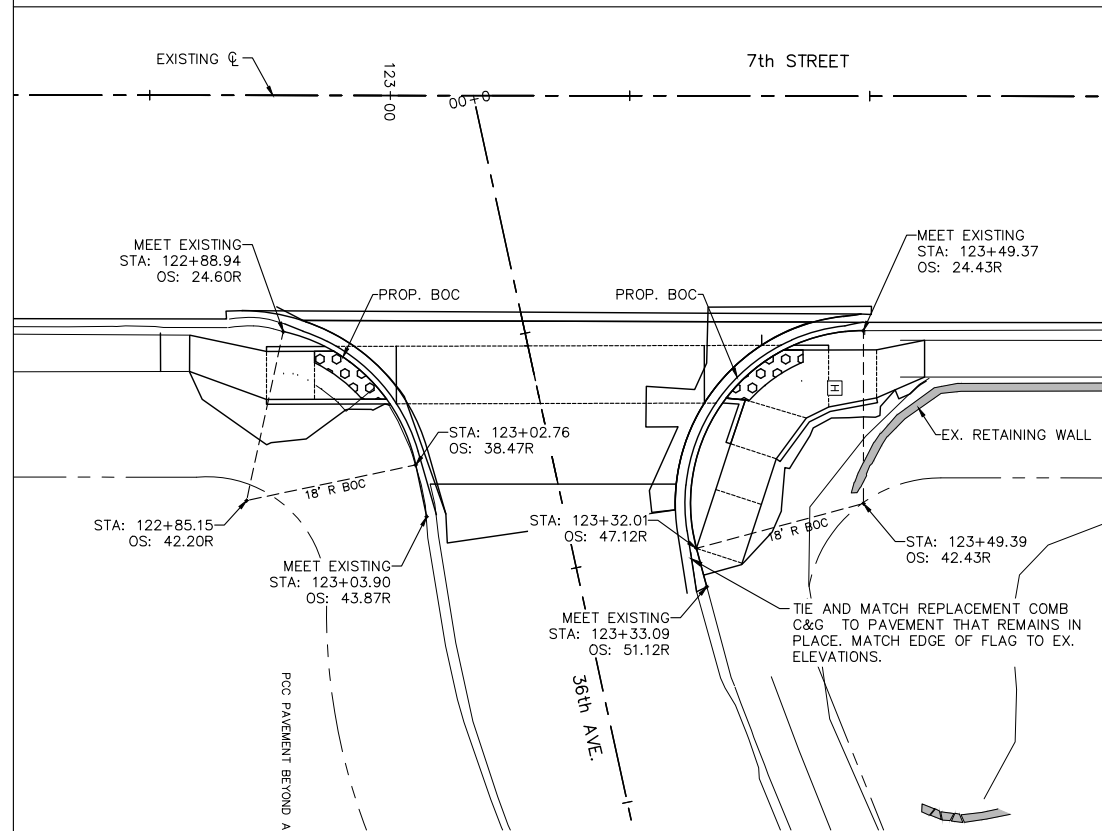 EXISTING ℄
7th STREET
123+00
0+00
MEET EXISTING
STA: 122+88.94
OS: 24.60R
MEET EXISTING
STA: 123+49.37
OS: 24.43R
PROP. BOC
PROP. BOC
H
EX. RETAINING WALL
STA: 123+02.76
OS: 38.47R
18' R BOC
STA: 122+85.15
OS: 42.20R
STA: 123+32.01
OS: 47.12R
18' R BOC
STA: 123+49.39
OS: 42.43R
MEET EXISTING
STA: 123+03.90
OS: 43.87R
MEET EXISTING
STA: 123+33.09
OS: 51.12R
TIE AND MATCH REPLACEMENT COMB
C&G TO PAVEMENT THAT REMAINS IN
PLACE. MATCH EDGE OF FLAG TO EX.
ELEVATIONS.
36th AVE.
PCC PAVEMENT BEYOND A